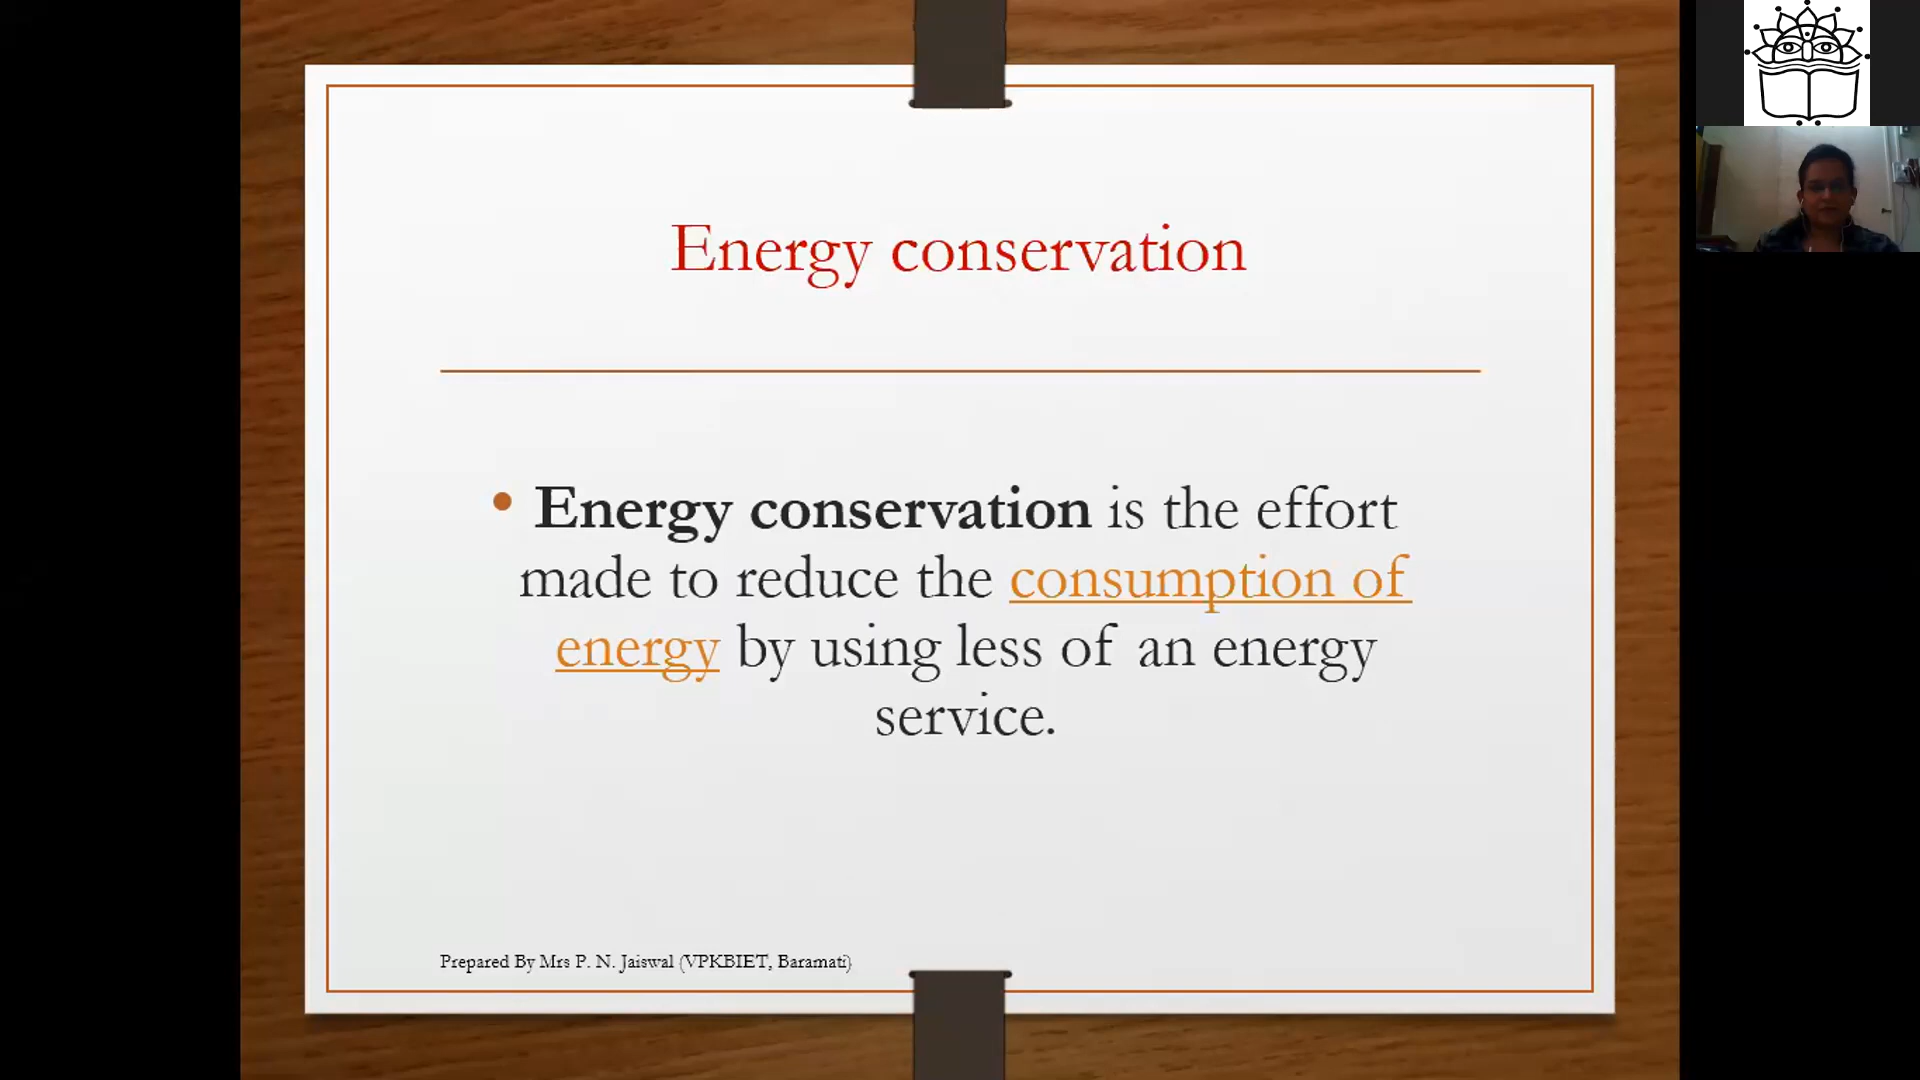 Energy conservation
• Energy conservation is the effort
made to reduce the consumption of
energy by using less of an energy
service.
Prepared By Mrs P. N. Jaiswal (VPKBIET, Baramati)